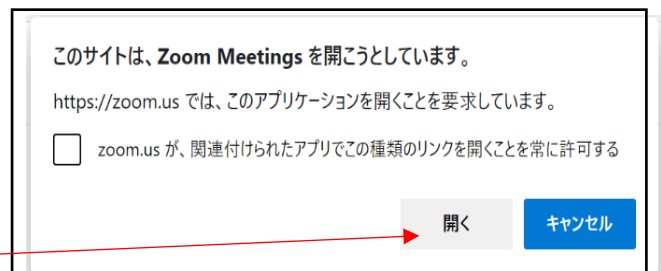 このサイトは、Zoom Meetings を開こうとしています。
https://zoom.us では、このアプリケーションを開くことを要求しています。
zoom.us が、関連付けられたアプリでこの種類のリンクを開くことを常に許可する
開く
キャンセル